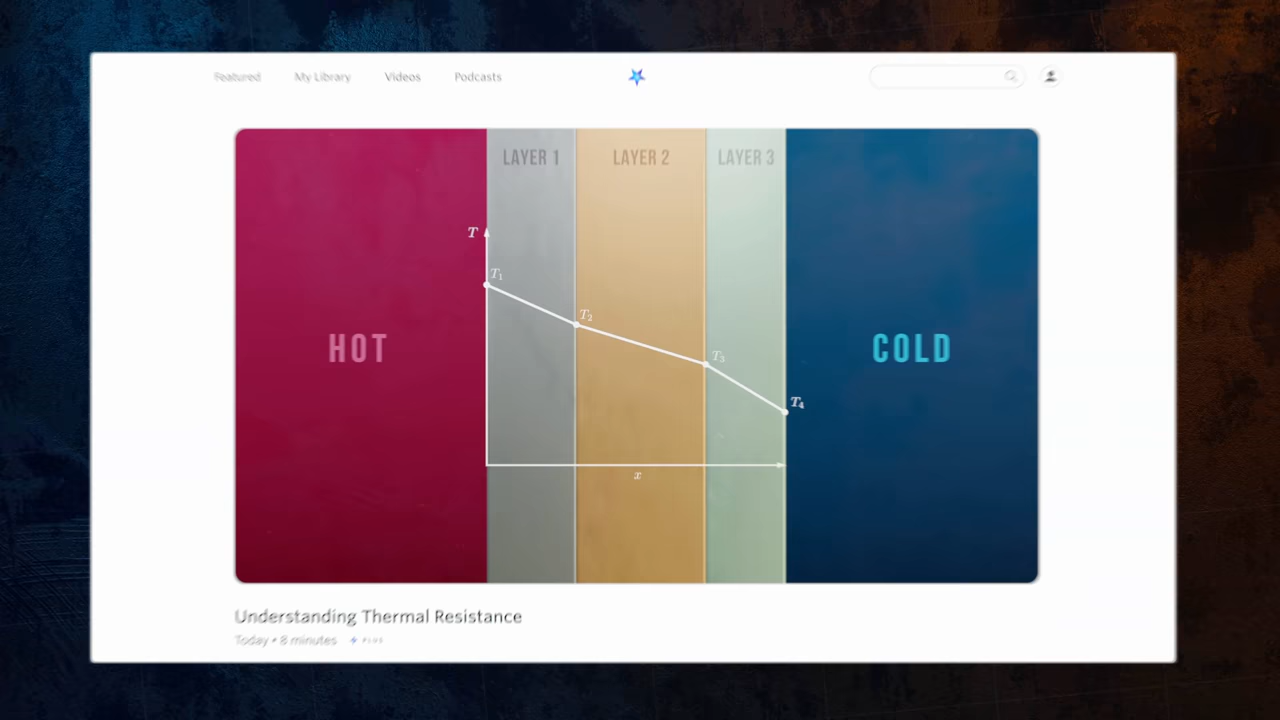 Featured My Library Videos Podcasts
LAYER 1 LAYER 2 LAYER 3
T
T₁
T₂
HOT COLD
T₃
T₄
x
Understanding Thermal Resistance
Today • 8 minutes PLUS